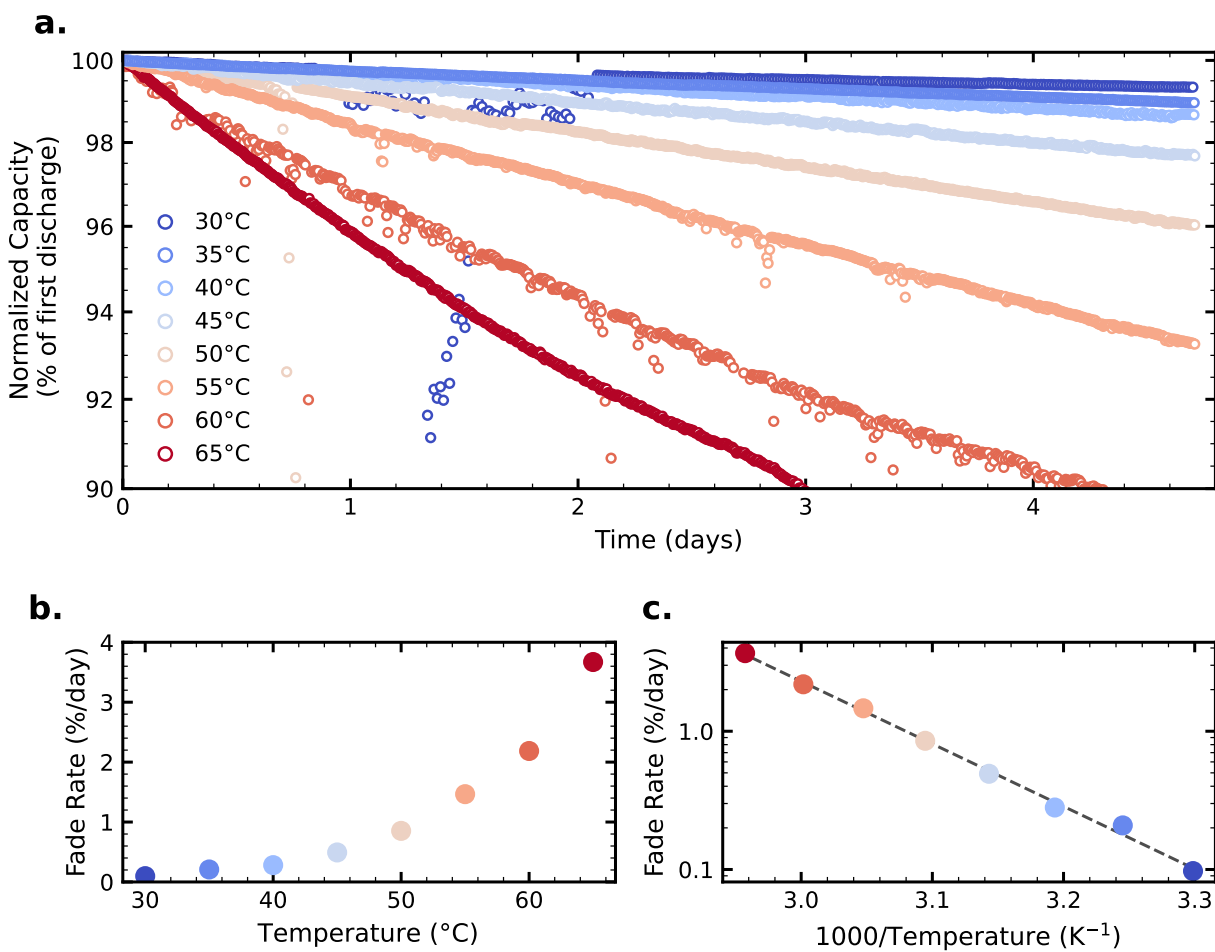 a.
100
98
96
94
92
90
Normalized Capacity
(% of first discharge)
30°C
35°C
40°C
45°C
50°C
55°C
60°C
65°C
0 1 2 3 4
Time (days)
b.
4
3
2
1
0
Fade Rate (%/day)
30 40 50 60
Temperature (°C)
c.
1.0
0.1
Fade Rate (%/day)
3.0 3.1 3.2 3.3
1000/Temperature (K⁻¹)